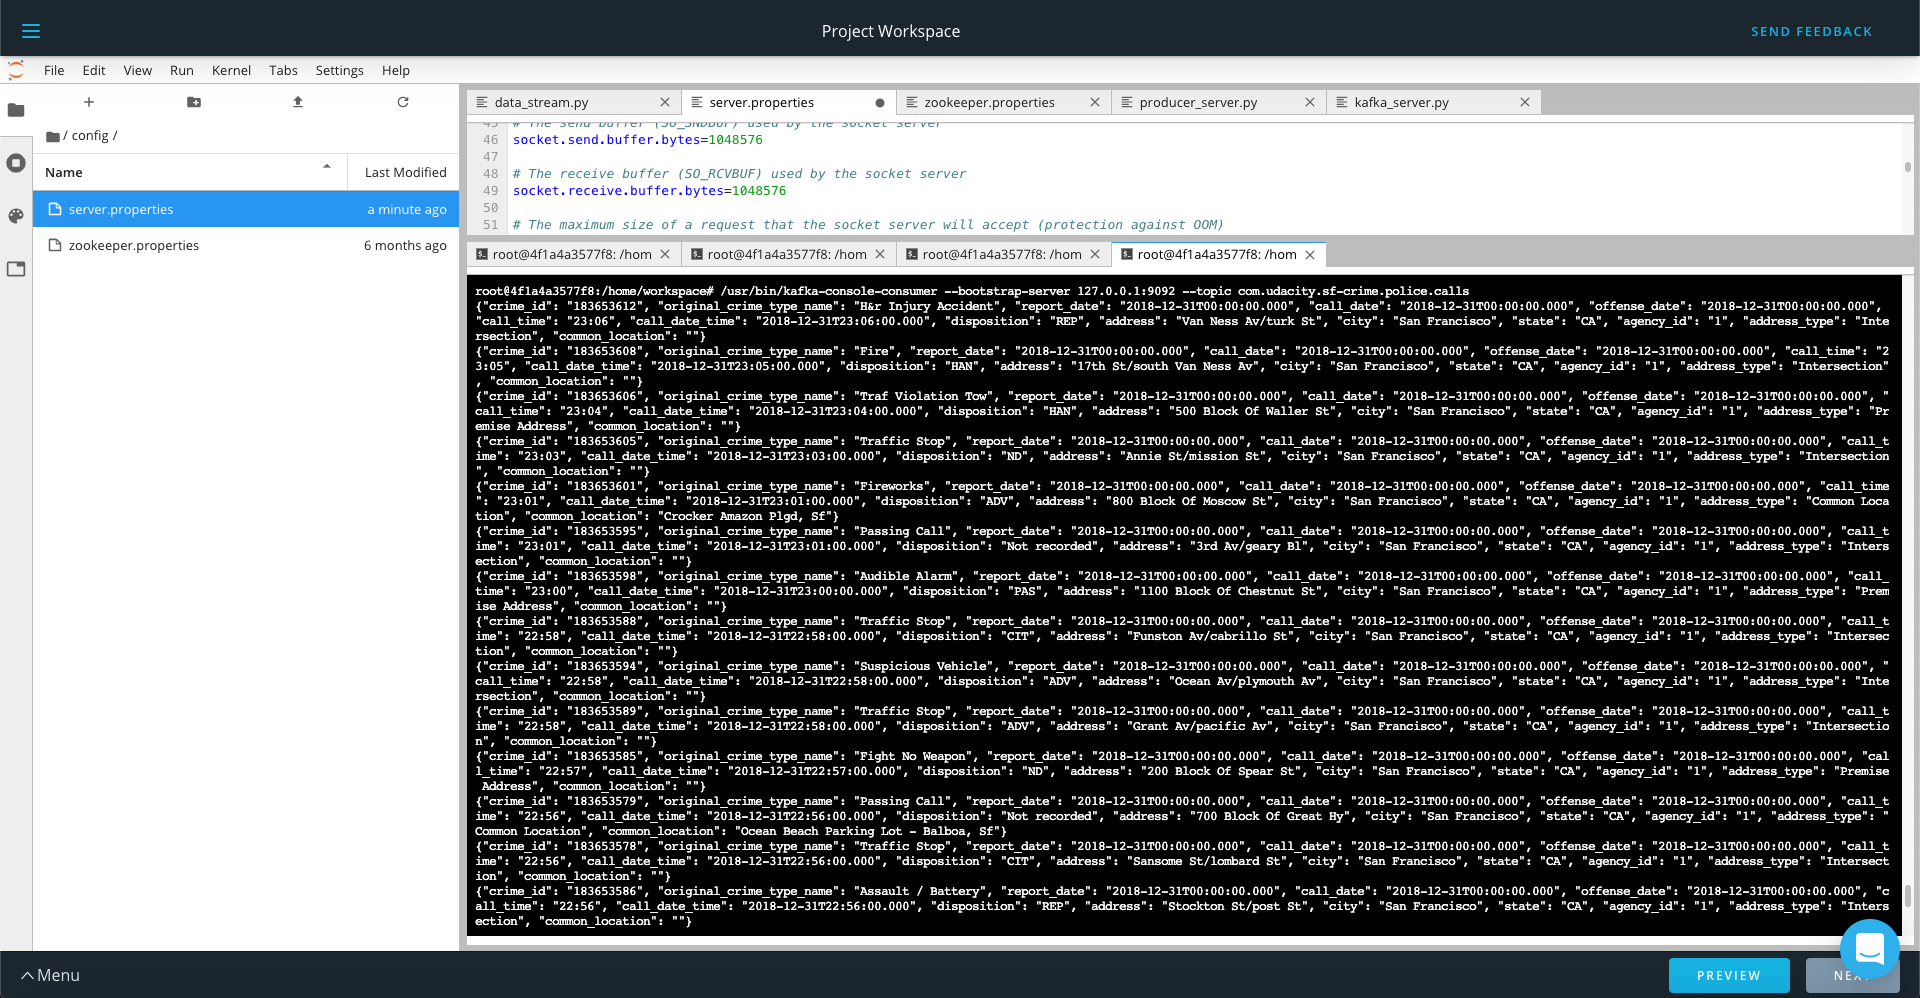 Project Workspace
SEND FEEDBACK
File Edit View Run Kernel Tabs Settings Help
/ config /
Name Last Modified
server.properties a minute ago
zookeeper.properties 6 months ago
data_stream.py server.properties zookeeper.properties producer_server.py kafka_server.py
45 # The send buffer (SO_SNDBUF) used by the socket server
46 socket.send.buffer.bytes=1048576
47
48 # The receive buffer (SO_RCVBUF) used by the socket server
49 socket.receive.buffer.bytes=1048576
50
51 # The maximum size of a request that the socket server will accept (protection against OOM)
root@4f1a4a3577f8: /hom root@4f1a4a3577f8: /hom root@4f1a4a3577f8: /hom root@4f1a4a3577f8: /hom
root@4f1a4a3577f8:/home/workspace# /usr/bin/kafka-console-consumer --bootstrap-server 127.0.0.1:9092 --topic com.udacity.sf-crime.police.calls
{"crime_id": "183653612", "original_crime_type_name": "H&r Injury Accident", "report_date": "2018-12-31T00:00:00.000", "call_date": "2018-12-31T00:00:00.000", "offense_date": "2018-12-31T00:00:00.000",
"call_time": "23:06", "call_date_time": "2018-12-31T23:06:00.000", "disposition": "REP", "address": "Van Ness Av/turk St", "city": "San Francisco", "state": "CA", "agency_id": "1", "address_type": "Inte
rsection", "common_location": ""}
{"crime_id": "183653608", "original_crime_type_name": "Fire", "report_date": "2018-12-31T00:00:00.000", "call_date": "2018-12-31T00:00:00.000", "offense_date": "2018-12-31T00:00:00.000", "call_time": "2
3:05", "call_date_time": "2018-12-31T23:05:00.000", "disposition": "HAN", "address": "17th St/south Van Ness Av", "city": "San Francisco", "state": "CA", "agency_id": "1", "address_type": "Intersection"
, "common_location": ""}
{"crime_id": "183653606", "original_crime_type_name": "Traf Violation Tow", "report_date": "2018-12-31T00:00:00.000", "call_date": "2018-12-31T00:00:00.000", "offense_date": "2018-12-31T00:00:00.000", "
call_time": "23:04", "call_date_time": "2018-12-31T23:04:00.000", "disposition": "HAN", "address": "500 Block Of Waller St", "city": "San Francisco", "state": "CA", "agency_id": "1", "address_type": "Pr
emise Address", "common_location": ""}
{"crime_id": "183653605", "original_crime_type_name": "Traffic Stop", "report_date": "2018-12-31T00:00:00.000", "call_date": "2018-12-31T00:00:00.000", "offense_date": "2018-12-31T00:00:00.000", "call_t
ime": "23:03", "call_date_time": "2018-12-31T23:03:00.000", "disposition": "ND", "address": "Annie St/mission St", "city": "San Francisco", "state": "CA", "agency_id": "1", "address_type": "Intersection
", "common_location": ""}
{"crime_id": "183653601", "original_crime_type_name": "Fireworks", "report_date": "2018-12-31T00:00:00.000", "call_date": "2018-12-31T00:00:00.000", "offense_date": "2018-12-31T00:00:00.000", "call_time
": "23:01", "call_date_time": "2018-12-31T23:01:00.000", "disposition": "ADV", "address": "800 Block Of Moscow St", "city": "San Francisco", "state": "CA", "agency_id": "1", "address_type": "Common Loca
tion", "common_location": "Crocker Amazon Plgd, Sf"}
{"crime_id": "183653595", "original_crime_type_name": "Passing Call", "report_date": "2018-12-31T00:00:00.000", "call_date": "2018-12-31T00:00:00.000", "offense_date": "2018-12-31T00:00:00.000", "call_t
ime": "23:01", "call_date_time": "2018-12-31T23:01:00.000", "disposition": "Not recorded", "address": "3rd Av/geary Bl", "city": "San Francisco", "state": "CA", "agency_id": "1", "address_type": "Inters
ection", "common_location": ""}
{"crime_id": "183653598", "original_crime_type_name": "Audible Alarm", "report_date": "2018-12-31T00:00:00.000", "call_date": "2018-12-31T00:00:00.000", "offense_date": "2018-12-31T00:00:00.000", "call_
time": "23:00", "call_date_time": "2018-12-31T23:00:00.000", "disposition": "PAS", "address": "1100 Block Of Chestnut St", "city": "San Francisco", "state": "CA", "agency_id": "1", "address_type": "Prem
ise Address", "common_location": ""}
{"crime_id": "183653588", "original_crime_type_name": "Traffic Stop", "report_date": "2018-12-31T00:00:00.000", "call_date": "2018-12-31T00:00:00.000", "offense_date": "2018-12-31T00:00:00.000", "call_t
ime": "22:58", "call_date_time": "2018-12-31T22:58:00.000", "disposition": "CIT", "address": "Funston Av/cabrillo St", "city": "San Francisco", "state": "CA", "agency_id": "1", "address_type": "Intersec
tion", "common_location": ""}
{"crime_id": "183653594", "original_crime_type_name": "Suspicious Vehicle", "report_date": "2018-12-31T00:00:00.000", "call_date": "2018-12-31T00:00:00.000", "offense_date": "2018-12-31T00:00:00.000", "
call_time": "22:58", "call_date_time": "2018-12-31T22:58:00.000", "disposition": "ADV", "address": "Ocean Av/plymouth Av", "city": "San Francisco", "state": "CA", "agency_id": "1", "address_type": "Inte
rsection", "common_location": ""}
{"crime_id": "183653589", "original_crime_type_name": "Traffic Stop", "report_date": "2018-12-31T00:00:00.000", "call_date": "2018-12-31T00:00:00.000", "offense_date": "2018-12-31T00:00:00.000", "call_t
ime": "22:58", "call_date_time": "2018-12-31T22:58:00.000", "disposition": "ADV", "address": "Grant Av/pacific Av", "city": "San Francisco", "state": "CA", "agency_id": "1", "address_type": "Intersectio
n", "common_location": ""}
{"crime_id": "183653585", "original_crime_type_name": "Fight No Weapon", "report_date": "2018-12-31T00:00:00.000", "call_date": "2018-12-31T00:00:00.000", "offense_date": "2018-12-31T00:00:00.000", "cal
l_time": "22:57", "call_date_time": "2018-12-31T22:57:00.000", "disposition": "ND", "address": "200 Block Of Spear St", "city": "San Francisco", "state": "CA", "agency_id": "1", "address_type": "Premise
 Address", "common_location": ""}
{"crime_id": "183653579", "original_crime_type_name": "Passing Call", "report_date": "2018-12-31T00:00:00.000", "call_date": "2018-12-31T00:00:00.000", "offense_date": "2018-12-31T00:00:00.000", "call_t
ime": "22:56", "call_date_time": "2018-12-31T22:56:00.000", "disposition": "Not recorded", "address": "700 Block Of Great Hy", "city": "San Francisco", "state": "CA", "agency_id": "1", "address_type": "
Common Location", "common_location": "Ocean Beach Parking Lot - Balboa, Sf"}
{"crime_id": "183653578", "original_crime_type_name": "Traffic Stop", "report_date": "2018-12-31T00:00:00.000", "call_date": "2018-12-31T00:00:00.000", "offense_date": "2018-12-31T00:00:00.000", "call_t
ime": "22:56", "call_date_time": "2018-12-31T22:56:00.000", "disposition": "CIT", "address": "Sansome St/lombard St", "city": "San Francisco", "state": "CA", "agency_id": "1", "address_type": "Intersect
ion", "common_location": ""}
{"crime_id": "183653586", "original_crime_type_name": "Assault / Battery", "report_date": "2018-12-31T00:00:00.000", "call_date": "2018-12-31T00:00:00.000", "offense_date": "2018-12-31T00:00:00.000", "c
all_time": "22:56", "call_date_time": "2018-12-31T22:56:00.000", "disposition": "REP", "address": "Stockton St/post St", "city": "San Francisco", "state": "CA", "agency_id": "1", "address_type": "Inters
ection", "common_location": ""}
Menu
PREVIEW